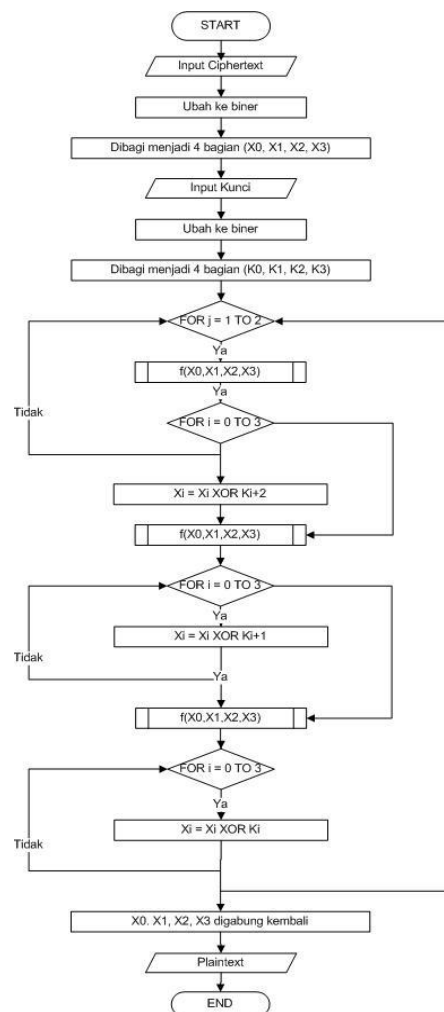 START
Input Ciphertext
Ubah ke biner
Dibagi menjadi 4 bagian (X0, X1, X2, X3)
Input Kunci
Ubah ke biner
Dibagi menjadi 4 bagian (K0, K1, K2, K3)
FOR j = 1 TO 2
Ya
f(X0,X1,X2,X3)
Ya
Tidak
FOR i = 0 TO 3
Xi = Xi XOR Ki+2
f(X0,X1,X2,X3)
FOR i = 0 TO 3
Ya
Xi = Xi XOR Ki+1
Tidak
Ya
f(X0,X1,X2,X3)
FOR i = 0 TO 3
Ya
Xi = Xi XOR Ki
Tidak
X0. X1, X2, X3 digabung kembali
Plaintext
END